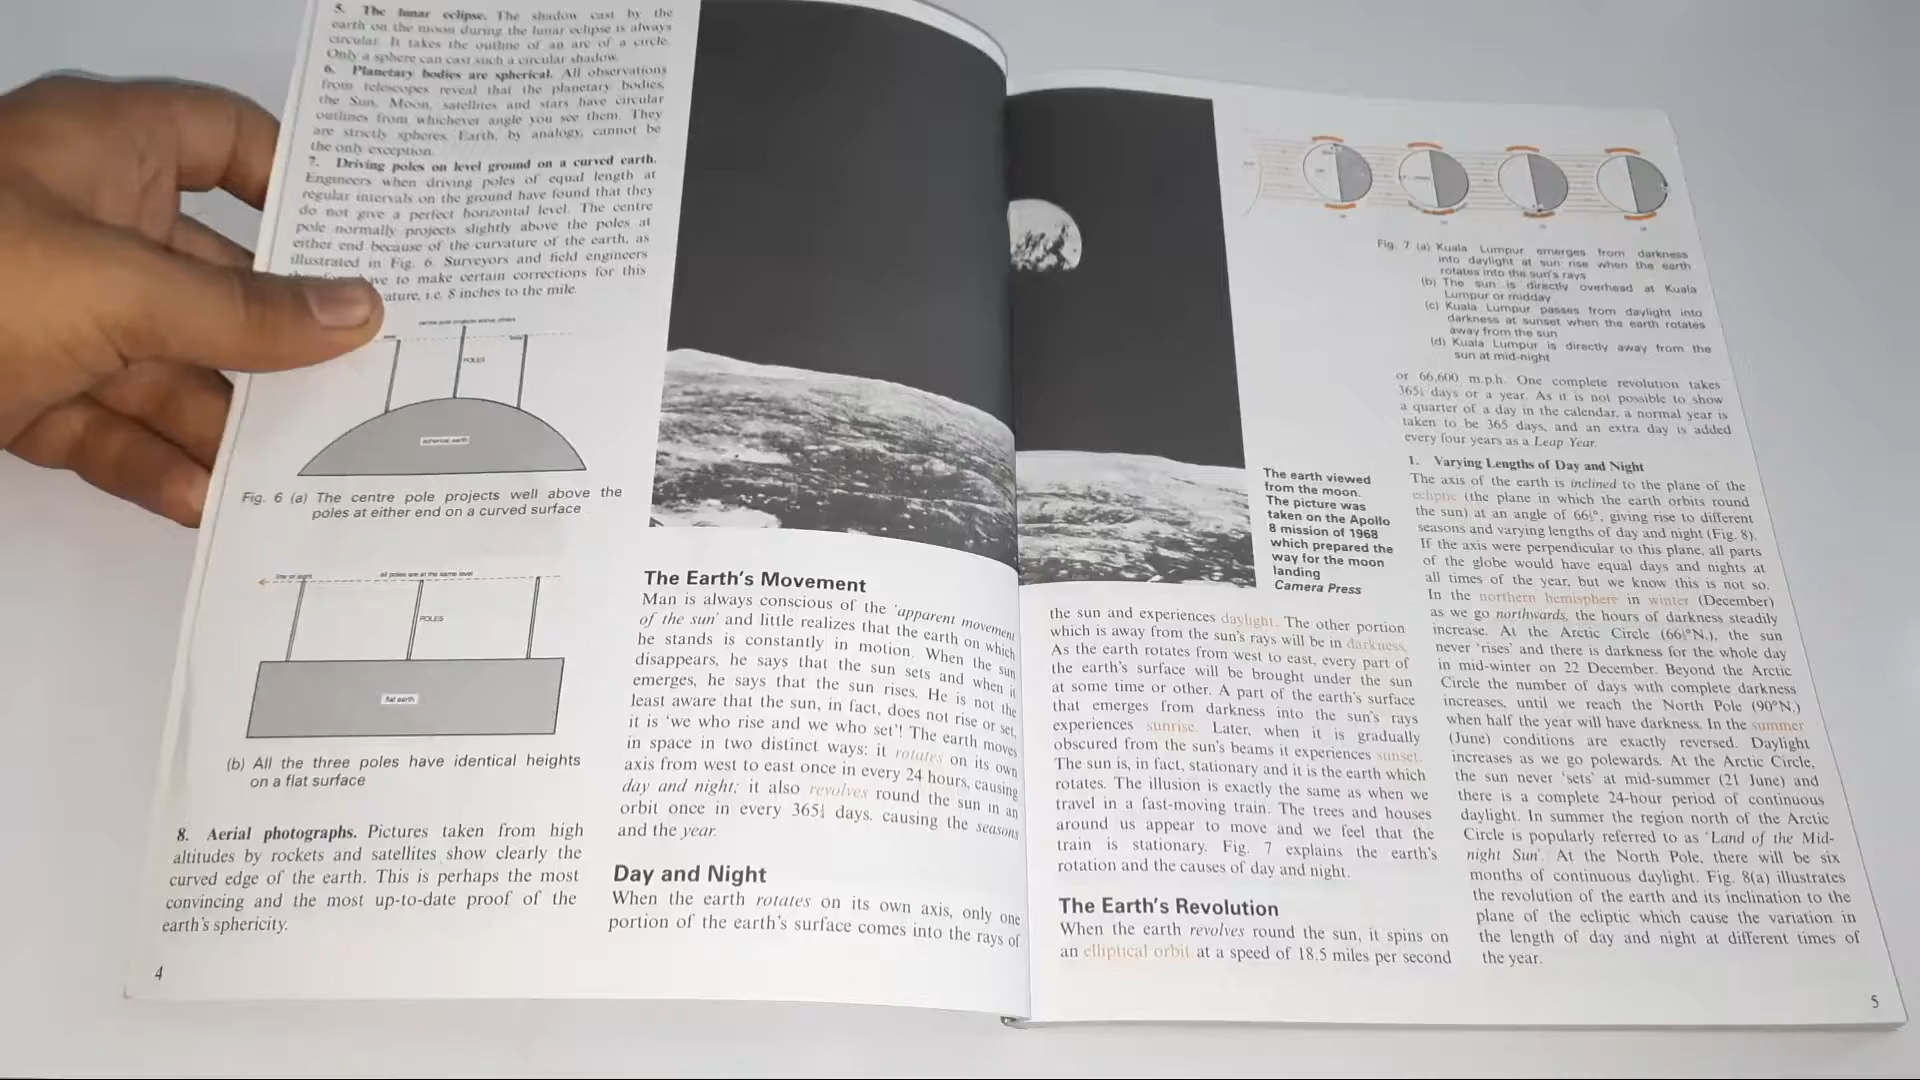 5. The lunar eclipse. The shadow cast by the
earth on the moon during the lunar eclipse is always
circular. It takes the outline of an arc of a circle.
Only a sphere can cast such a circular shadow.
6. Planetary bodies are spherical. All observations
from telescopes reveal that the planetary bodies,
the Sun, Moon, satellites and stars have circular
outlines from whichever angle you see them. They
are strictly spheres. Earth, by analogy, cannot be
the only exception.
7. Driving poles on level ground on a curved earth.
Engineers when driving poles of equal length at
regular intervals on the ground have found that they
do not give a perfect horizontal level. The centre
pole normally projects slightly above the poles at
either end because of the curvature of the earth, as
illustrated in Fig. 6. Surveyors and field engineers
to make certain corrections for this
ature, i.e. 8 inches to the mile.
centre pole projects above others
POLES
spherical earth
Fig. 6 (a) The centre pole projects well above the
poles at either end on a curved surface
line of sight
all poles are at the same level
POLES
flat earth
(b) All the three poles have identical heights
on a flat surface
8. Aerial photographs. Pictures taken from high
altitudes by rockets and satellites show clearly the
curved edge of the earth. This is perhaps the most
convincing and the most up-to-date proof of the
earth's sphericity.
4
The Earth's Movement
Man is always conscious of the 'apparent movement
of the sun' and little realizes that the earth on which
he stands is constantly in motion. When the sun
disappears, he says that the sun sets and when it
emerges, he says that the sun rises. He is not the
least aware that the sun, in fact, does not rise or set,
it is 'we who rise and we who set'! The earth moves
in space in two distinct ways: it rotates on its own
axis from west to east once in every 24 hours, causing
day and night; it also revolves round the sun in an
orbit once in every 365¼ days. causing the seasons
and the year.
Day and Night
When the earth rotates on its own axis, only one
portion of the earth's surface comes into the rays of
The earth viewed
from the moon.
The picture was
taken on the Apollo
8 mission of 1968
which prepared the
way for the moon
landing
Camera Press
the sun and experiences daylight. The other portion
which is away from the sun's rays will be in darkness.
As the earth rotates from west to east, every part of
the earth's surface will be brought under the sun
at some time or other. A part of the earth's surface
that emerges from darkness into the sun's rays
experiences sunrise. Later, when it is gradually
obscured from the sun's beams it experiences sunset.
The sun is, in fact, stationary and it is the earth which
rotates. The illusion is exactly the same as when we
travel in a fast-moving train. The trees and houses
around us appear to move and we feel that the
train is stationary. Fig. 7 explains the earth's
rotation and the causes of day and night.
The Earth's Revolution
When the earth revolves round the sun, it spins on
an elliptical orbit at a speed of 18.5 miles per second
Fig. 7 (a) Kuala Lumpur emerges from darkness
into daylight at sun rise when the earth
rotates into the sun's rays
(b) The sun is directly overhead at Kuala
Lumpur or midday
(c) Kuala Lumpur passes from daylight into
darkness at sunset when the earth rotates
away from the sun
(d) Kuala Lumpur is directly away from the
sun at mid-night
or 66,600 m.p.h. One complete revolution takes
365¼ days or a year. As it is not possible to show
a quarter of a day in the calendar, a normal year is
taken to be 365 days, and an extra day is added
every four years as a Leap Year.
1. Varying Lengths of Day and Night
The axis of the earth is inclined to the plane of the
ecliptic (the plane in which the earth orbits round
the sun) at an angle of 66½°, giving rise to different
seasons and varying lengths of day and night (Fig. 8).
If the axis were perpendicular to this plane, all parts
of the globe would have equal days and nights at
all times of the year, but we know this is not so.
In the northern hemisphere in winter (December)
as we go northwards, the hours of darkness steadily
increase. At the Arctic Circle (66½°N.), the sun
never 'rises' and there is darkness for the whole day
in mid-winter on 22 December. Beyond the Arctic
Circle the number of days with complete darkness
increases, until we reach the North Pole (90°N.)
when half the year will have darkness. In the summer
(June) conditions are exactly reversed. Daylight
increases as we go polewards. At the Arctic Circle,
the sun never 'sets' at mid-summer (21 June) and
there is a complete 24-hour period of continuous
daylight. In summer the region north of the Arctic
Circle is popularly referred to as 'Land of the Mid-
night Sun'. At the North Pole, there will be six
months of continuous daylight. Fig. 8(a) illustrates
the revolution of the earth and its inclination to the
plane of the ecliptic which cause the variation in
the length of day and night at different times of
the year.
5